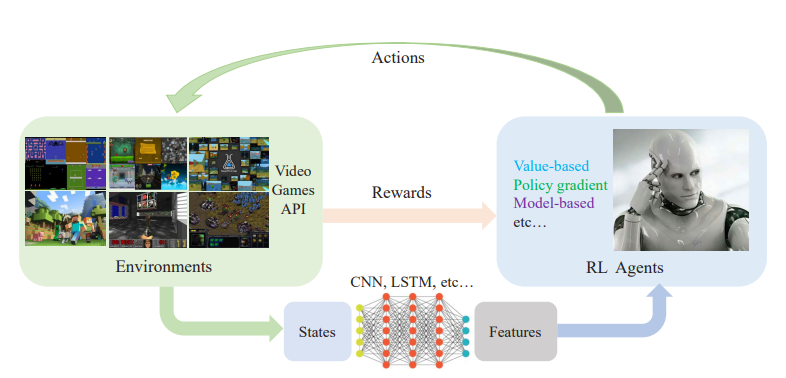 Actions
Video
Games
API
Environments
Rewards
Value-based
Policy gradient
Model-based
etc…
RL Agents
CNN, LSTM, etc…
States
Features